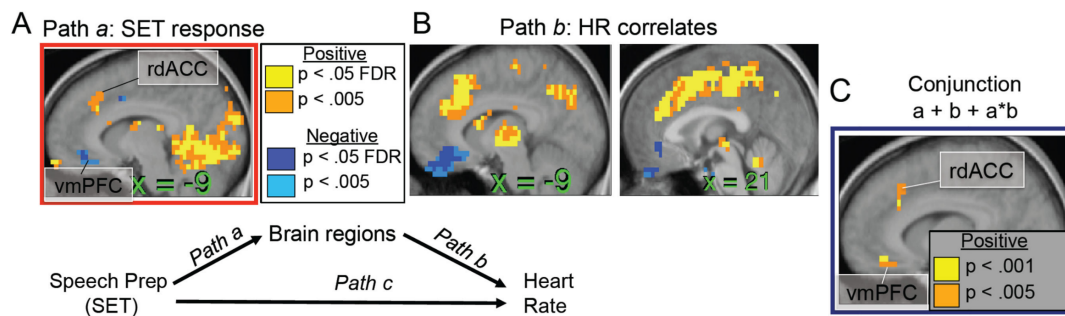 A
Path a: SET response
rdACC
vmPFC
x = -9
Positive
p < .05 FDR
p < .005
Negative
p < .05 FDR
p < .005
B
Path b: HR correlates
x = -9
x = 21
C
Conjunction
a + b + a*b
rdACC
vmPFC
Positive
p < .001
p < .005
Speech Prep
(SET)
Path a
Brain regions
Path b
Path c
Heart
Rate